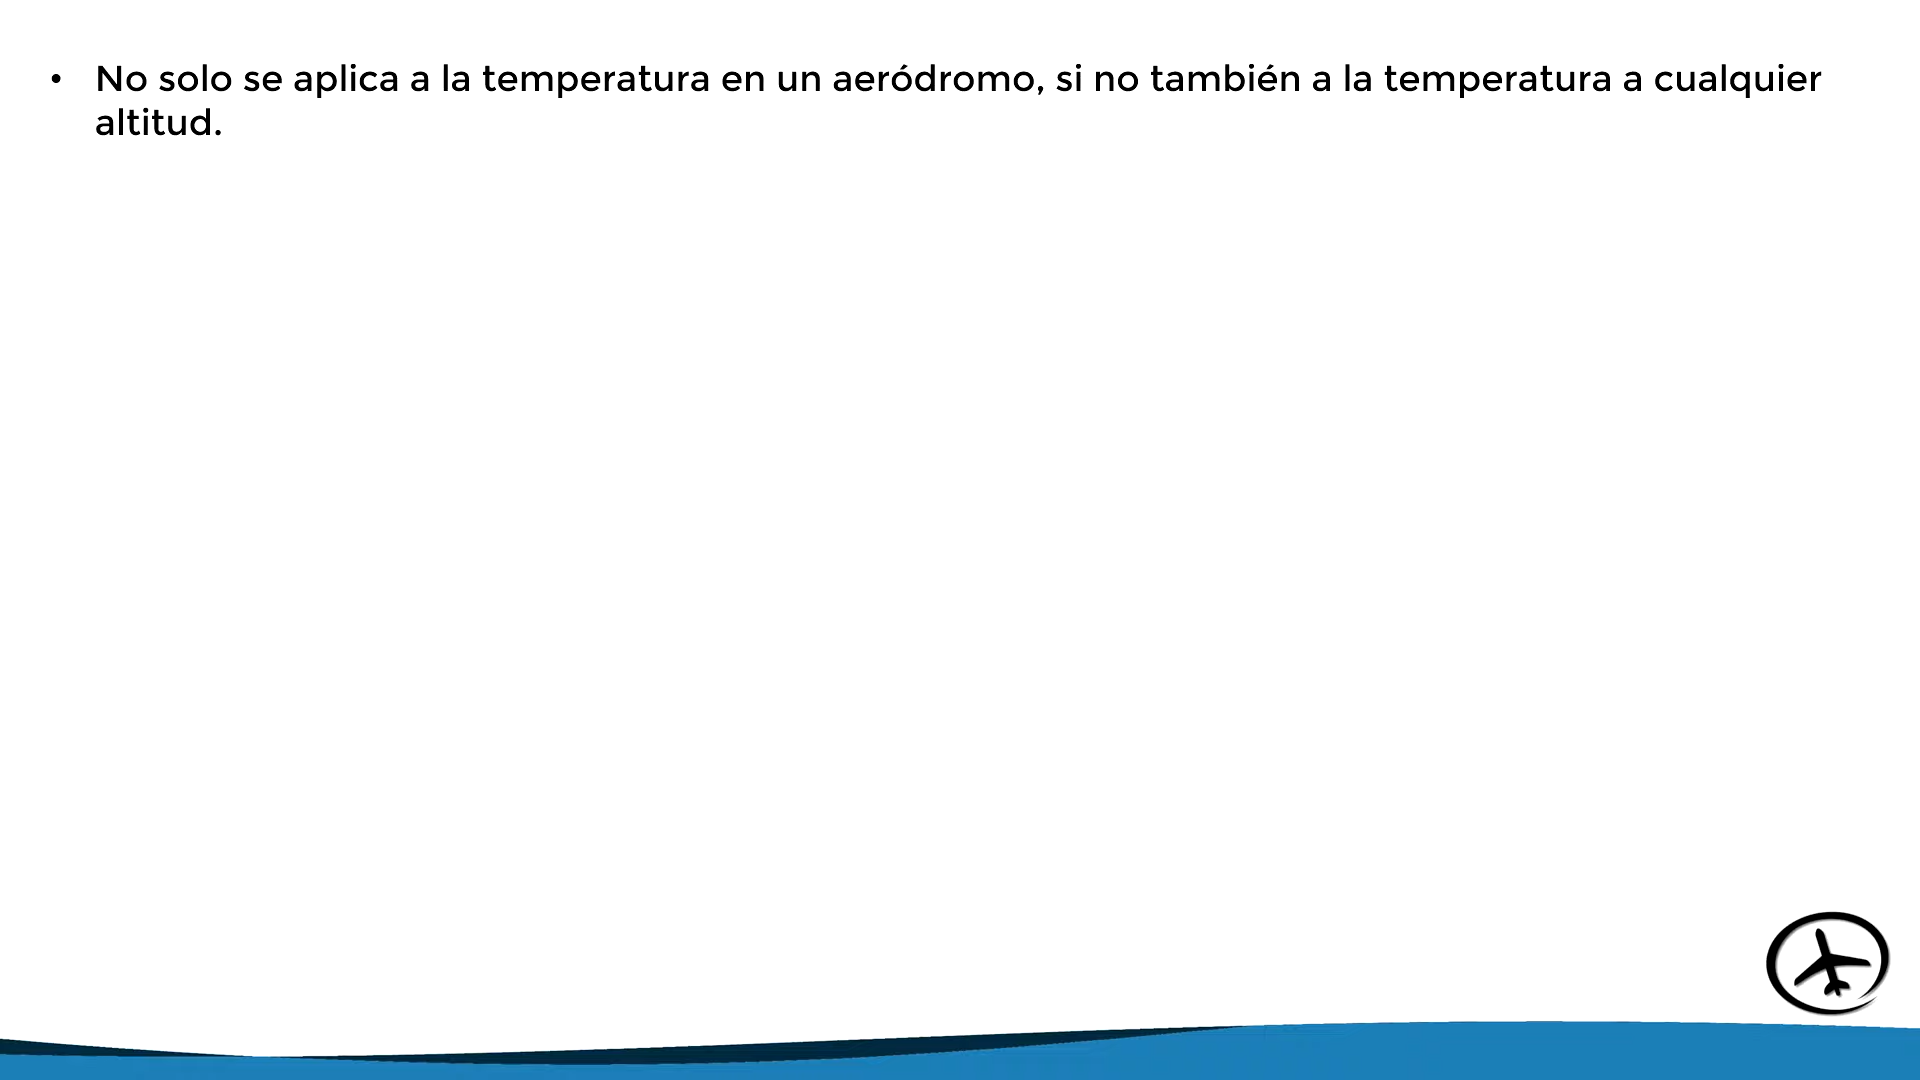 • No solo se aplica a la temperatura en un aeródromo, si no también a la temperatura a cualquier
altitud.